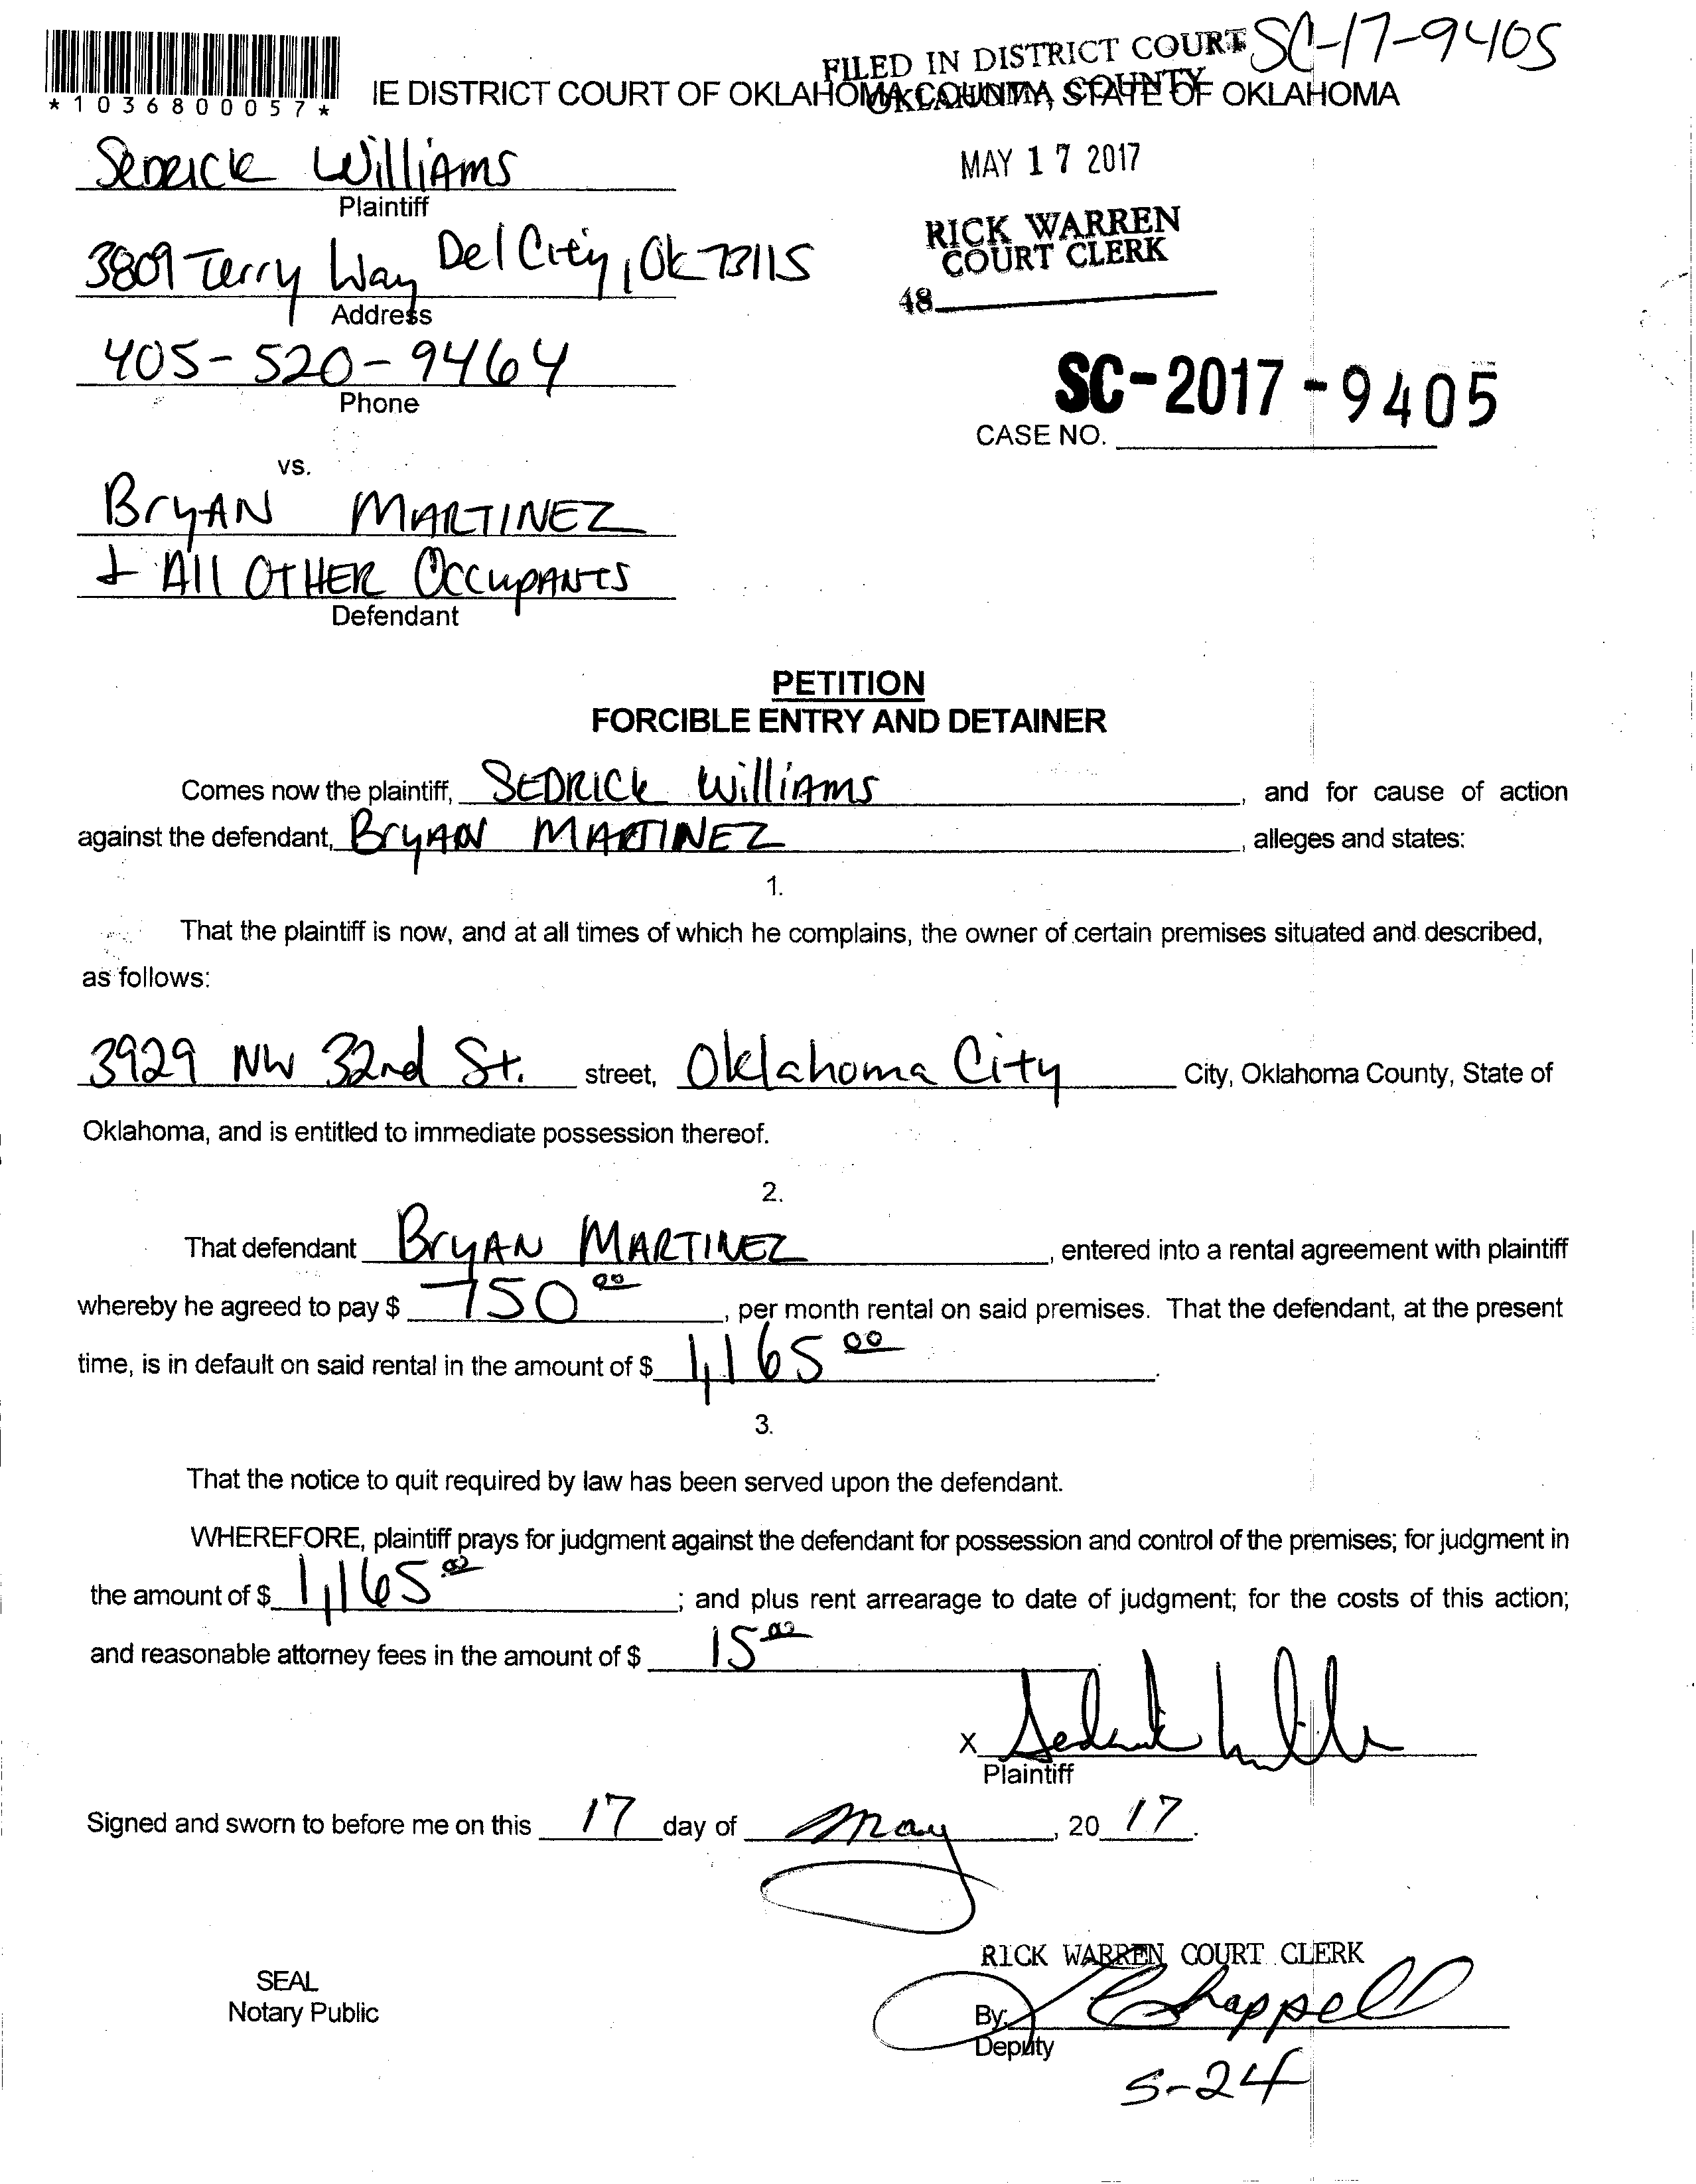 SC-17-9405
FILED IN DISTRICT COURT
OKLAHOMA COUNTY
*1036800057*
IE DISTRICT COURT OF OKLAHOMA COUNTY, STATE OF OKLAHOMA
Sedrick Williams
Plaintiff
MAY 17 2017
RICK WARREN
COURT CLERK
48
3809 Terry Way Del City, Ok 73115
Address
405-520-9464
Phone
SC-2017-9405
CASE NO.
vs.
Bryan Martinez
+ All Other Occupants
Defendant
PETITION
FORCIBLE ENTRY AND DETAINER
Comes now the plaintiff, Sedrick Williams, and for cause of action
against the defendant, Bryan Martinez, alleges and states:
1.
That the plaintiff is now, and at all times of which he complains, the owner of certain premises situated and described,
as follows:
3929 NW 32nd St. street, Oklahoma City City, Oklahoma County, State of
Oklahoma, and is entitled to immediate possession thereof.
2.
That defendant Bryan Martinez, entered into a rental agreement with plaintiff
whereby he agreed to pay $ 750 00, per month rental on said premises. That the defendant, at the present
time, is in default on said rental in the amount of $ 1,165 00.
3.
That the notice to quit required by law has been served upon the defendant.
WHEREFORE, plaintiff prays for judgment against the defendant for possession and control of the premises; for judgment in
the amount of $ 1,165 00; and plus rent arrearage to date of judgment; for the costs of this action;
and reasonable attorney fees in the amount of $ 15 00
X Sedrick Williams
Plaintiff
Signed and sworn to before me on this 17 day of May, 20 17.
RICK WARREN COURT CLERK
SEAL
Notary Public
By: Chappell
Deputy
5-24